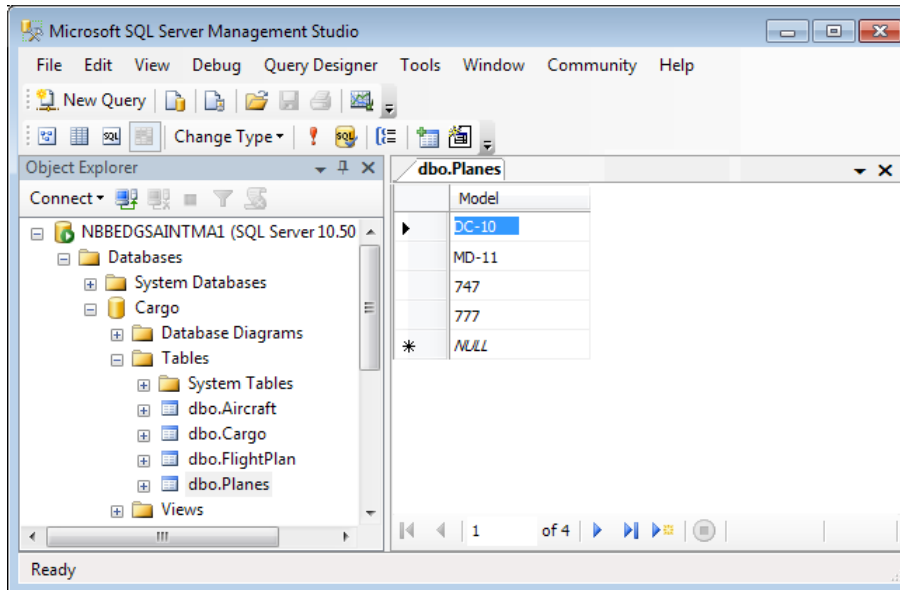 Microsoft SQL Server Management Studio
File Edit View Debug Query Designer Tools Window Community Help
New Query
SQL Change Type SQL
Object Explorer
dbo.Planes
Connect
Model
NBBEDGSAINTMA1 (SQL Server 10.50
DC-10
Databases
MD-11
System Databases
747
Cargo
777
Database Diagrams
NULL
Tables
System Tables
dbo.Aircraft
dbo.Cargo
dbo.FlightPlan
dbo.Planes
Views
1 of 4
Ready